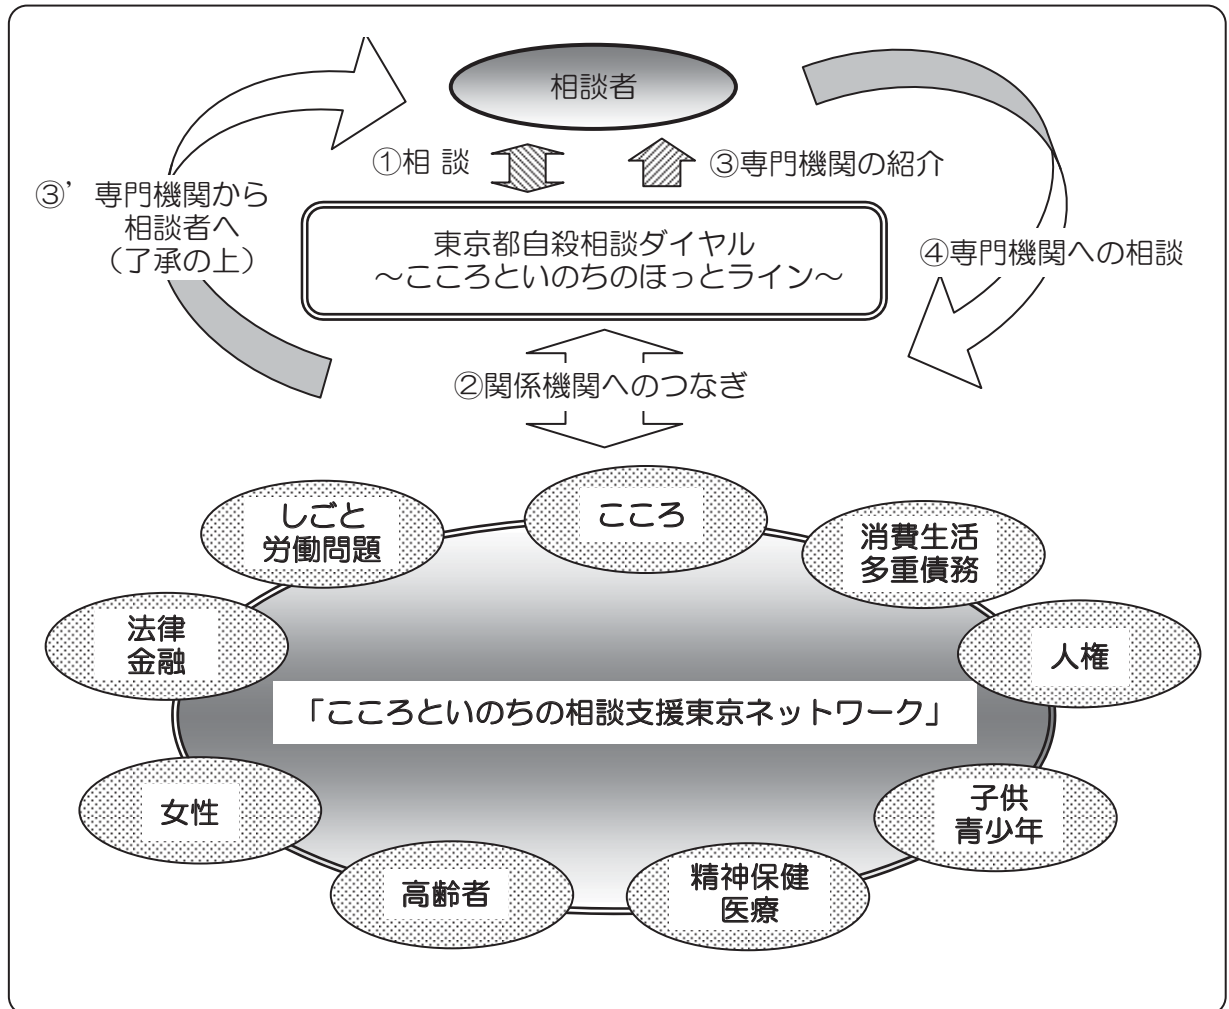 相談者
①相 談
③専門機関の紹介
③’専門機関から
相談者へ
（了承の上）
東京都自殺相談ダイヤル
～こころといのちのほっとライン～
④専門機関への相談
②関係機関へのつなぎ
しごと
労働問題
こころ
消費生活
多重債務
法律
金融
人権
「こころといのちの相談支援東京ネットワーク」
女性
子供
青少年
高齢者
精神保健
医療